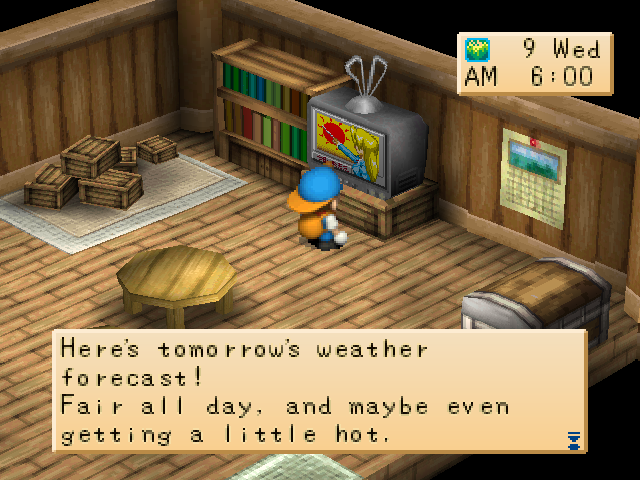 9 Wed
AM 6:00
Here's tomorrow's weather
forecast!
Fair all day, and maybe even
getting a little hot.